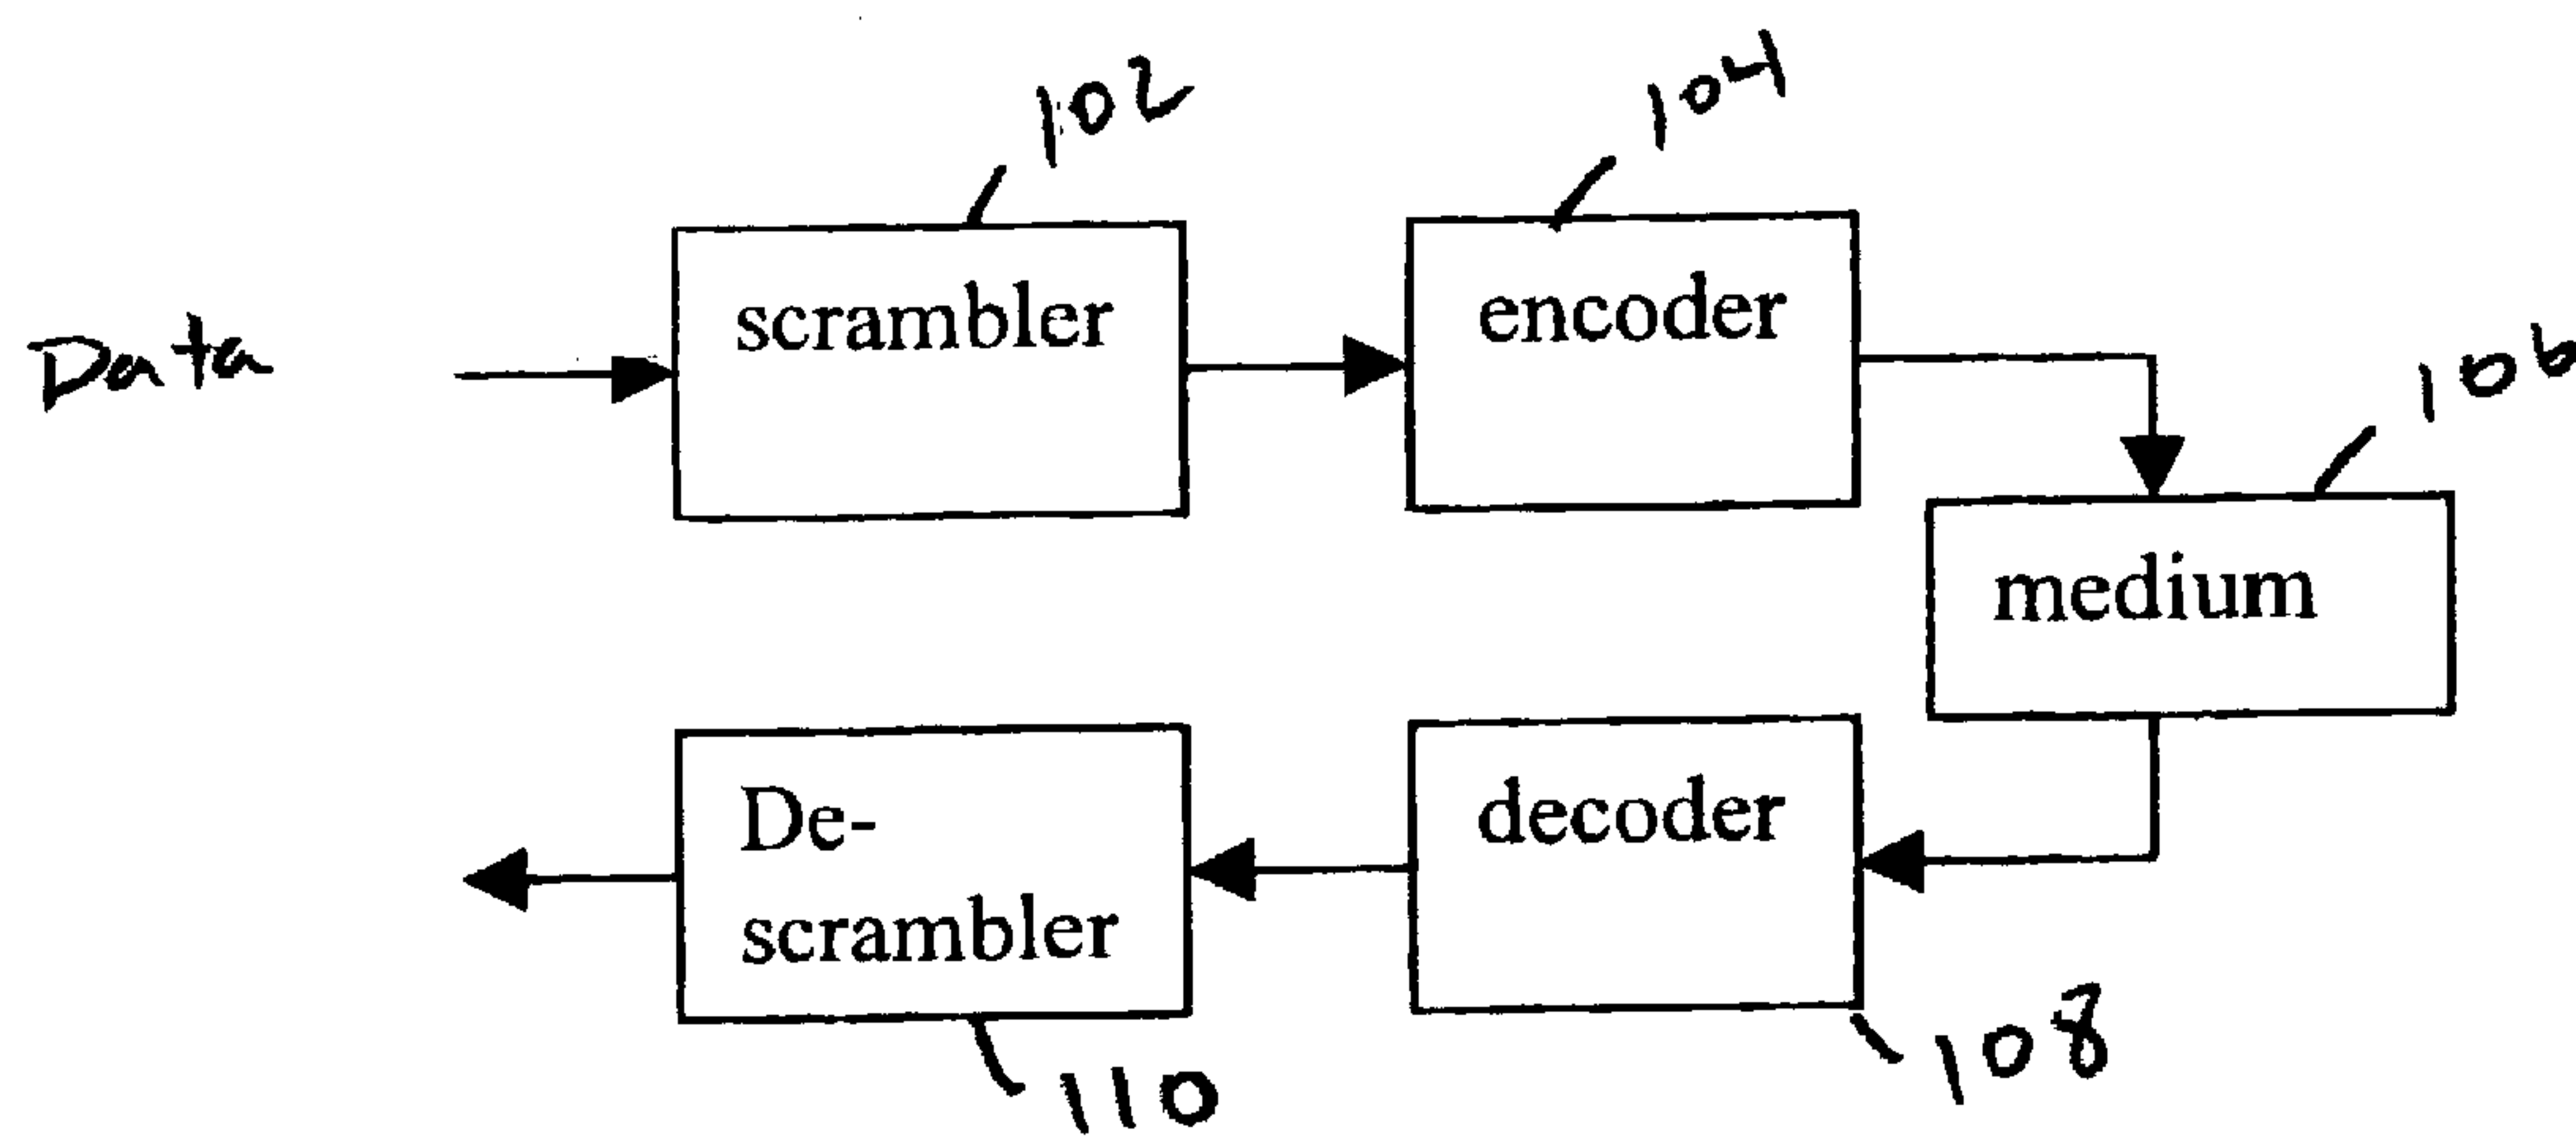 102
104
Data
scrambler
encoder
106
medium
De-
scrambler
decoder
108
110